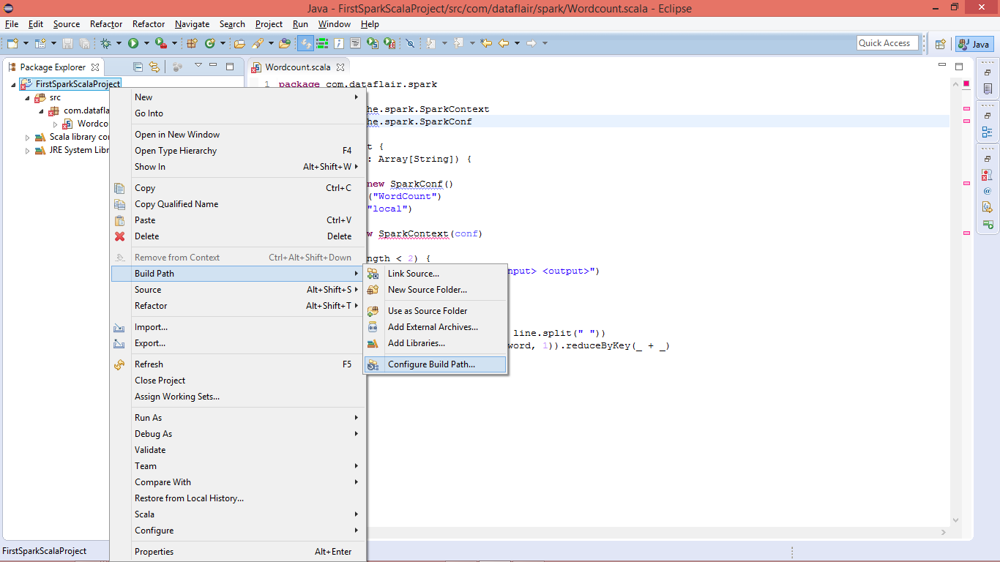 Java - FirstSparkScalaProject/src/com/dataflair/spark/Wordcount.scala - Eclipse
File Edit Source Refactor Refactor Navigate Search Project Run Window Help
Quick Access
Java
Package Explorer
Wordcount.scala
FirstSparkScalaProject
src
com.datafla
Wordco
Scala library co
JRE System Libr
1 package com.dataflair.spark
he.spark.SparkContext
he.spark.SparkConf
t {
: Array[String]) {
new SparkConf()
("WordCount")
"local")
w SparkContext(conf)
ngth < 2) {
nput> <output>")
line.split(" "))
word, 1)).reduceByKey(_ + _)
New
Go Into
Open in New Window
Open Type Hierarchy F4
Show In Alt+Shift+W
Copy Ctrl+C
Copy Qualified Name
Paste Ctrl+V
Delete Delete
Remove from Context Ctrl+Alt+Shift+Down
Build Path
Source Alt+Shift+S
Refactor Alt+Shift+T
Import...
Export...
Refresh F5
Close Project
Assign Working Sets...
Run As
Debug As
Validate
Team
Compare With
Restore from Local History...
Scala
Configure
Properties Alt+Enter
Link Source...
New Source Folder...
Use as Source Folder
Add External Archives...
Add Libraries...
Configure Build Path...
FirstSparkScalaProject